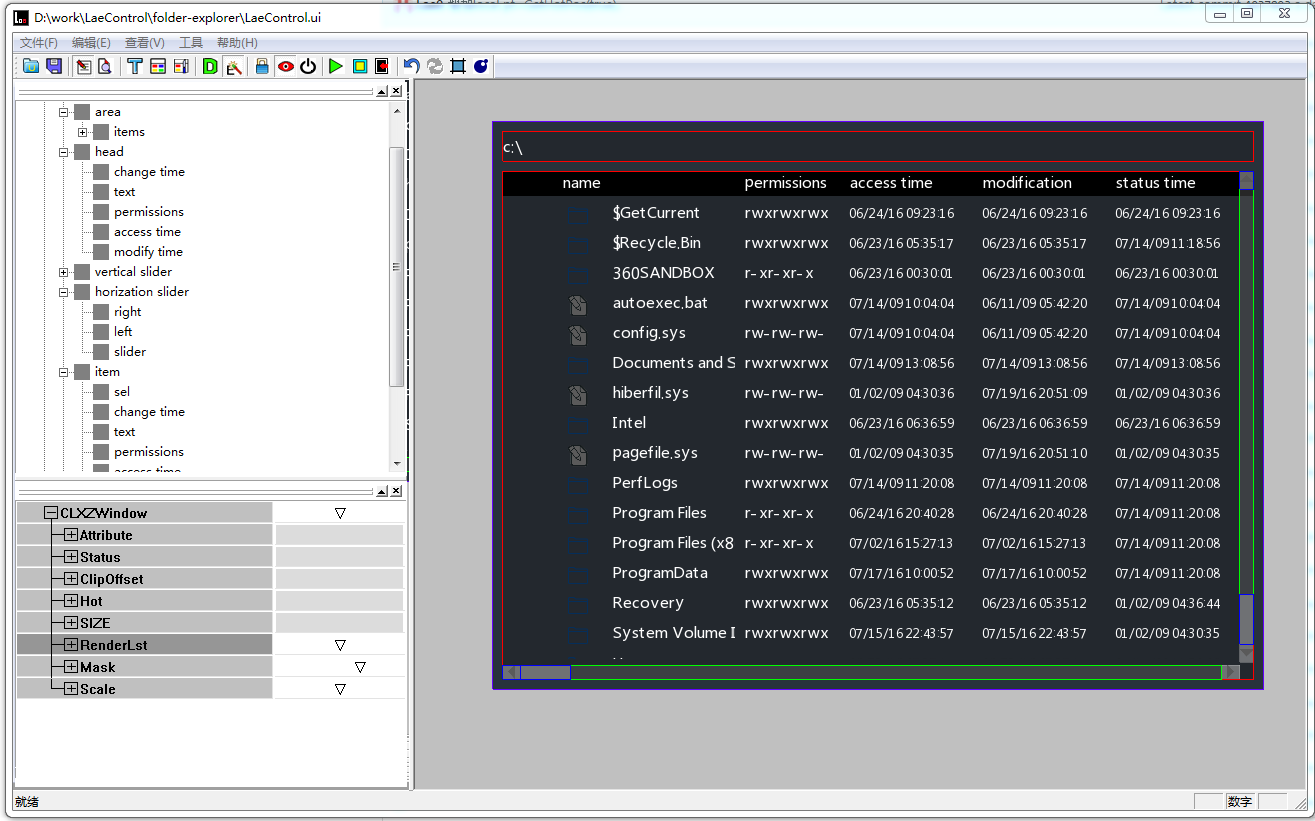 D:\work\LaeControl\folder-explorer\LaeControl.ui
文件(F) 编辑(E) 查看(V) 工具 帮助(H)
area
items
head
change time
text
permissions
access time
modify time
vertical slider
horization slider
right
left
slider
item
sel
change time
text
permissions
access time
CLXZWindow
Attribute
Status
ClipOffset
Hot
SIZE
RenderLst
Mask
Scale
c:\
name permissions access time modification status time
$GetCurrent rwxrwxrwx 06/24/16 09:23:16 06/24/16 09:23:16 06/24/16 09:23:16
$Recycle.Bin rwxrwxrwx 06/23/16 05:35:17 06/23/16 05:35:17 07/14/09 11:18:56
360SANDBOX r-xr-xr-x 06/23/16 00:30:01 06/23/16 00:30:01 06/23/16 00:30:01
autoexec.bat rwxrwxrwx 07/14/09 10:04:04 06/11/09 05:42:20 07/14/09 10:04:04
config.sys rw-rw-rw- 07/14/09 10:04:04 06/11/09 05:42:20 07/14/09 10:04:04
Documents and S rwxrwxrwx 07/14/09 13:08:56 07/14/09 13:08:56 07/14/09 13:08:56
hiberfil.sys rw-rw-rw- 01/02/09 04:30:36 07/19/16 20:51:09 01/02/09 04:30:36
Intel rwxrwxrwx 06/23/16 06:36:59 06/23/16 06:36:59 06/23/16 06:36:59
pagefile.sys rw-rw-rw- 01/02/09 04:30:35 07/19/16 20:51:10 01/02/09 04:30:35
PerfLogs rwxrwxrwx 07/14/09 11:20:08 07/14/09 11:20:08 07/14/09 11:20:08
Program Files r-xr-xr-x 06/24/16 20:40:28 06/24/16 20:40:28 07/14/09 11:20:08
Program Files (x8 r-xr-xr-x 07/02/16 15:27:13 07/02/16 15:27:13 07/14/09 11:20:08
ProgramData rwxrwxrwx 07/17/16 10:00:52 07/17/16 10:00:52 07/14/09 11:20:08
Recovery rwxrwxrwx 06/23/16 05:35:12 06/23/16 05:35:12 01/02/09 04:36:44
System Volume I rwxrwxrwx 07/15/16 22:43:57 07/15/16 22:43:57 01/02/09 04:30:35
就绪 数字